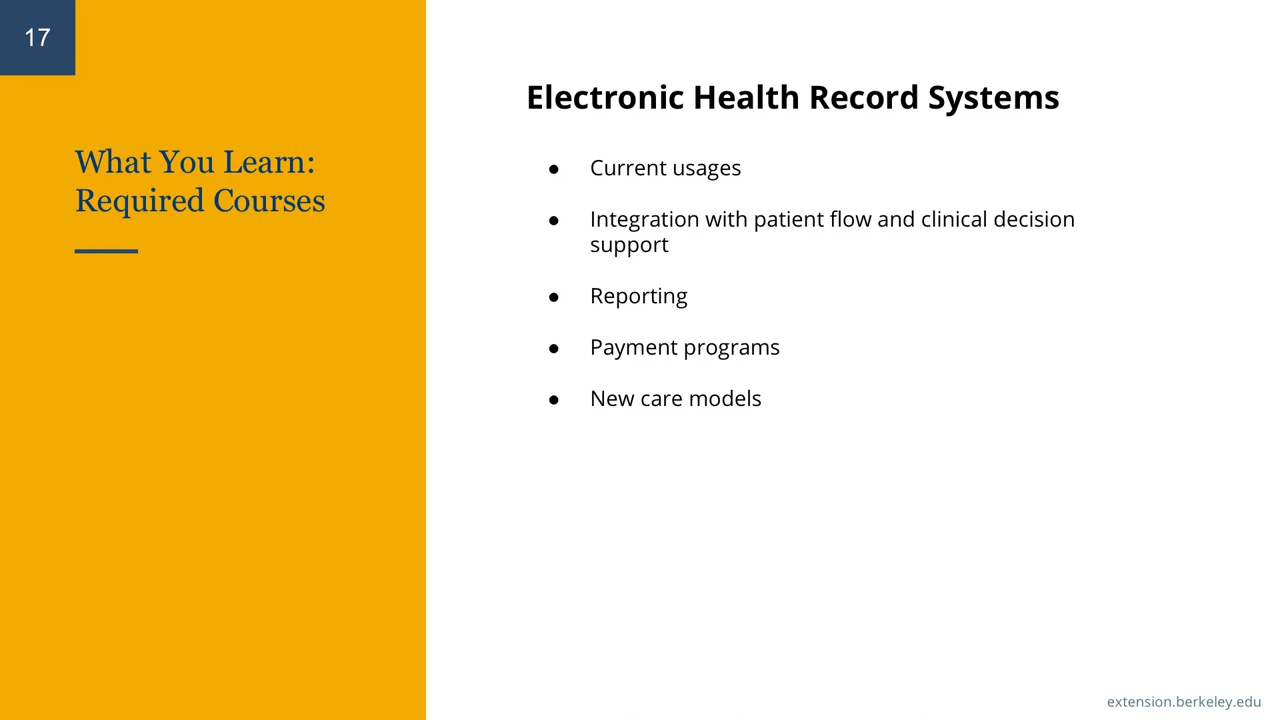 17
What You Learn:
Required Courses
Electronic Health Record Systems
● Current usages
● Integration with patient flow and clinical decision
support
● Reporting
● Payment programs
● New care models
extension.berkeley.edu